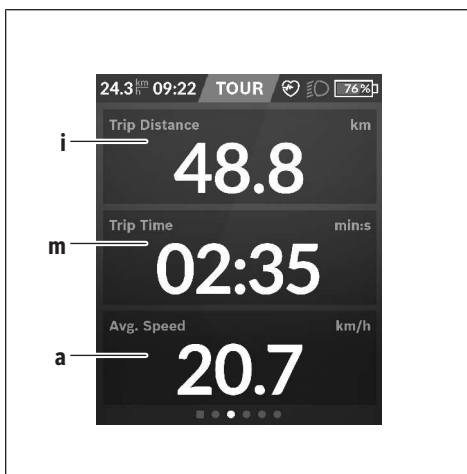 24.3 km/h 09:22 TOUR 76%
i Trip Distance km
48.8
m Trip Time min:s
02:35
a Avg. Speed km/h
20.7